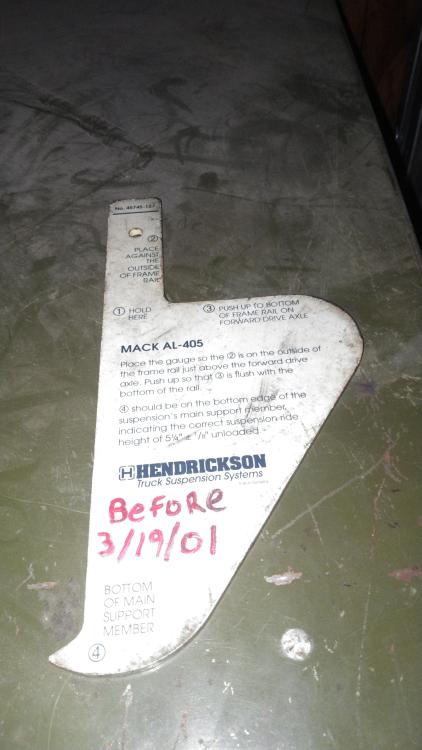 No. 45745-127
②
PLACE
AGAINST
THE
OUTSIDE
OF FRAME
RAIL
① HOLD
HERE
③ PUSH UP TO BOTTOM
OF FRAME RAIL ON
FORWARD DRIVE AXLE
MACK AL-405
Place the gauge so the ② is on the outside of
the frame rail just above the forward drive
axle. Push up so that ③ is flush with the
bottom of the rail.
④ should be on the bottom edge of the
suspension's main support member,
indicating the correct suspension ride
height of 5¼" ± ⅛" unloaded.
HENDRICKSON
Truck Suspension Systems
BeFoRe
3/19/01
BOTTOM
OF MAIN
SUPPORT
MEMBER
④